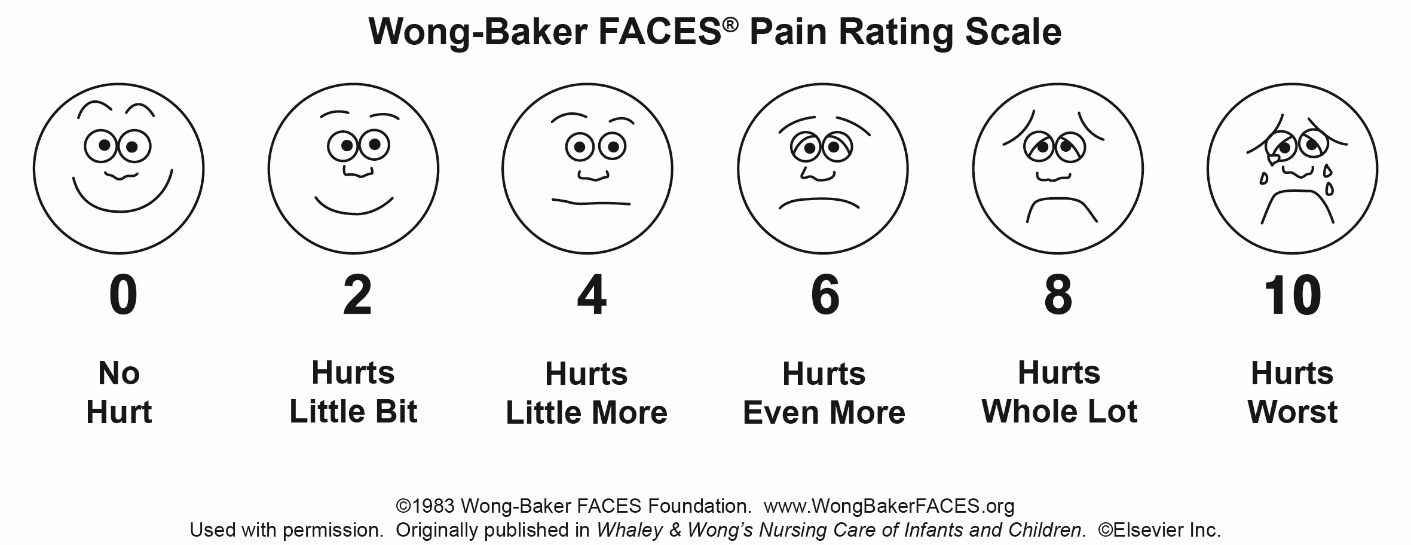 Wong-Baker FACES® Pain Rating Scale
0 2 4 6 8 10
No Hurts Hurts Hurts Hurts Hurts
Hurt Little Bit Little More Even More Whole Lot Worst
©1983 Wong-Baker FACES Foundation. www.WongBakerFACES.org
Used with permission. Originally published in Whaley & Wong's Nursing Care of Infants and Children. ©Elsevier Inc.